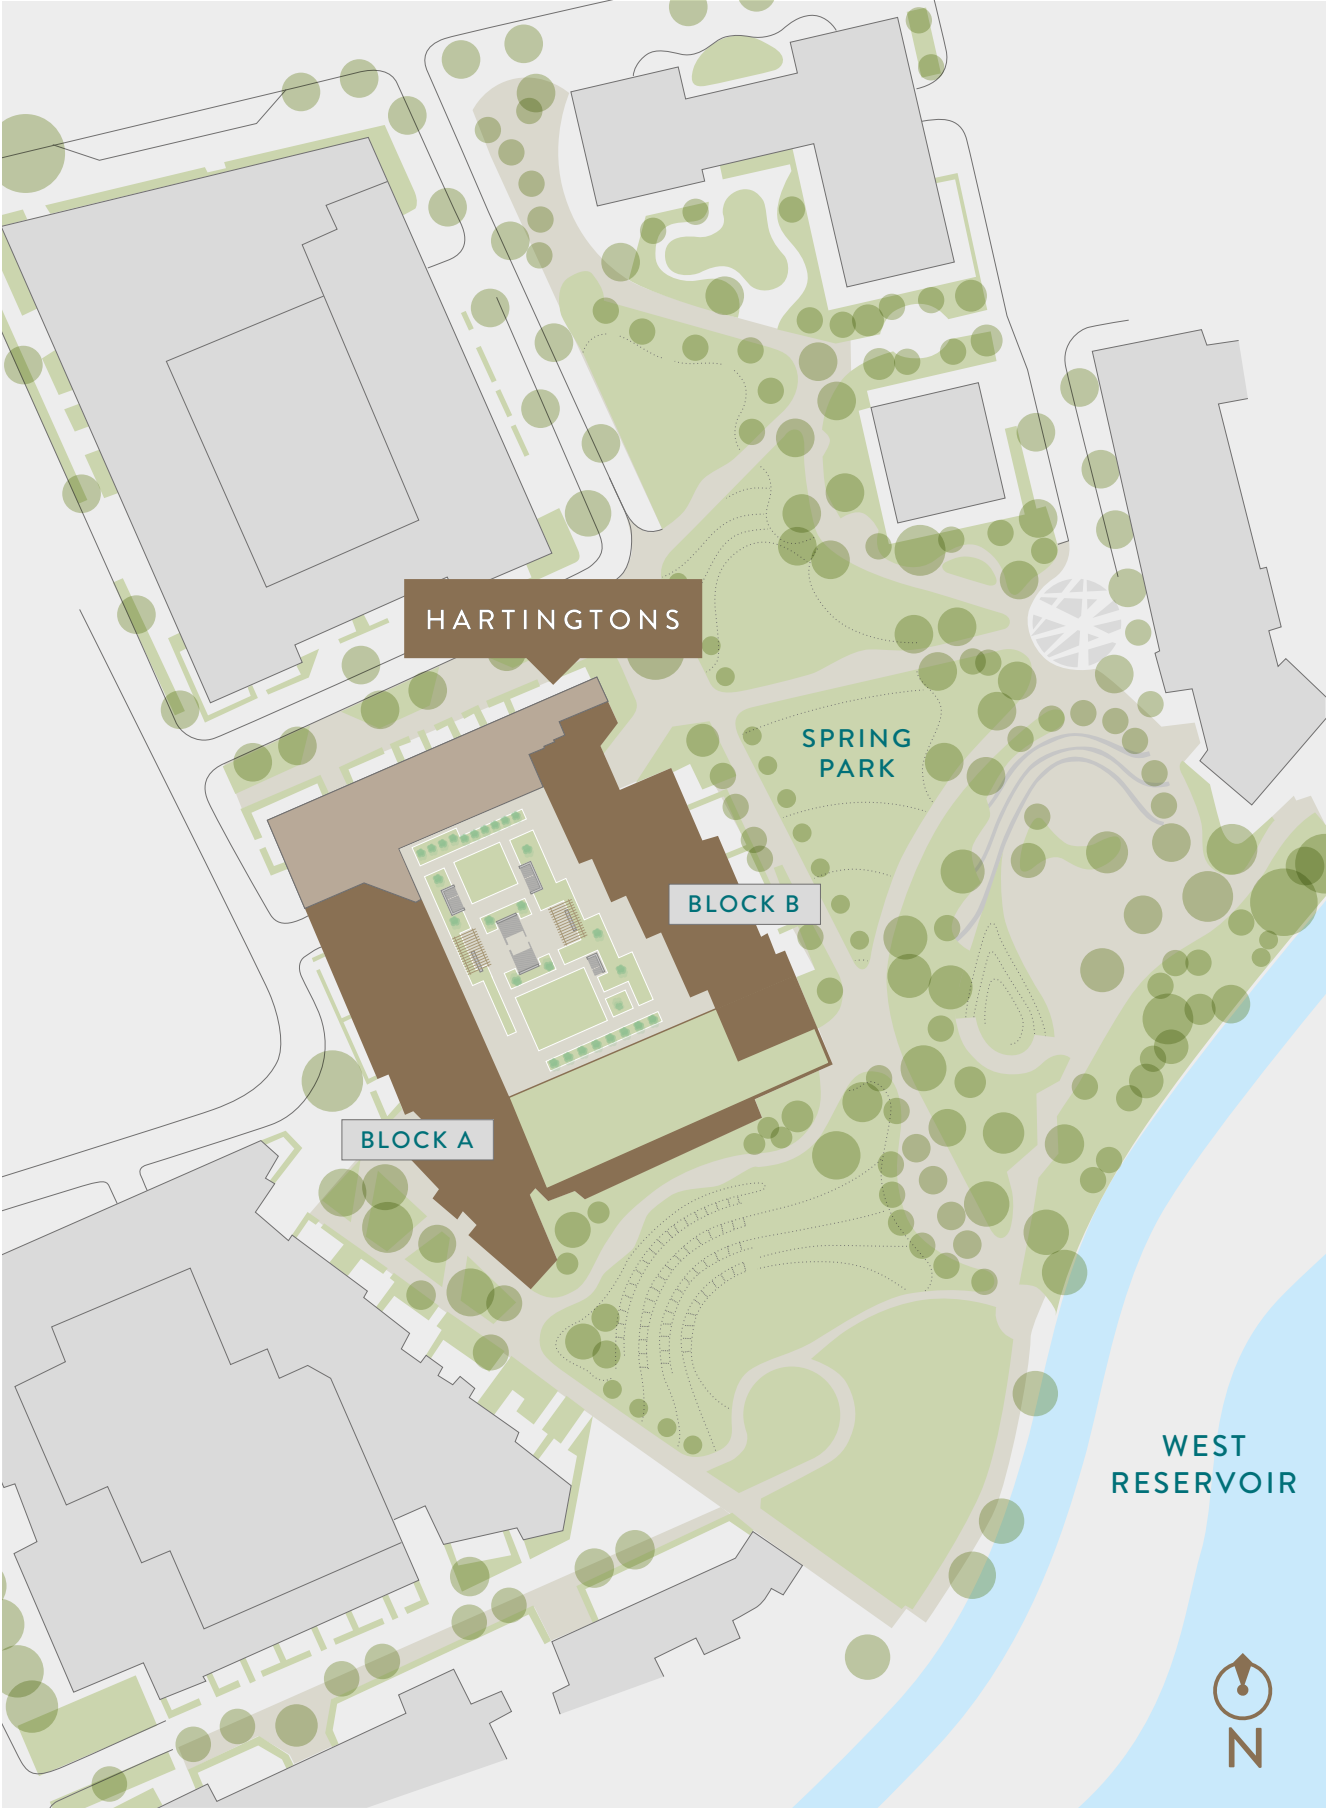 HARTINGTONS
SPRING
PARK
BLOCK B
BLOCK A
WEST
RESERVOIR
N